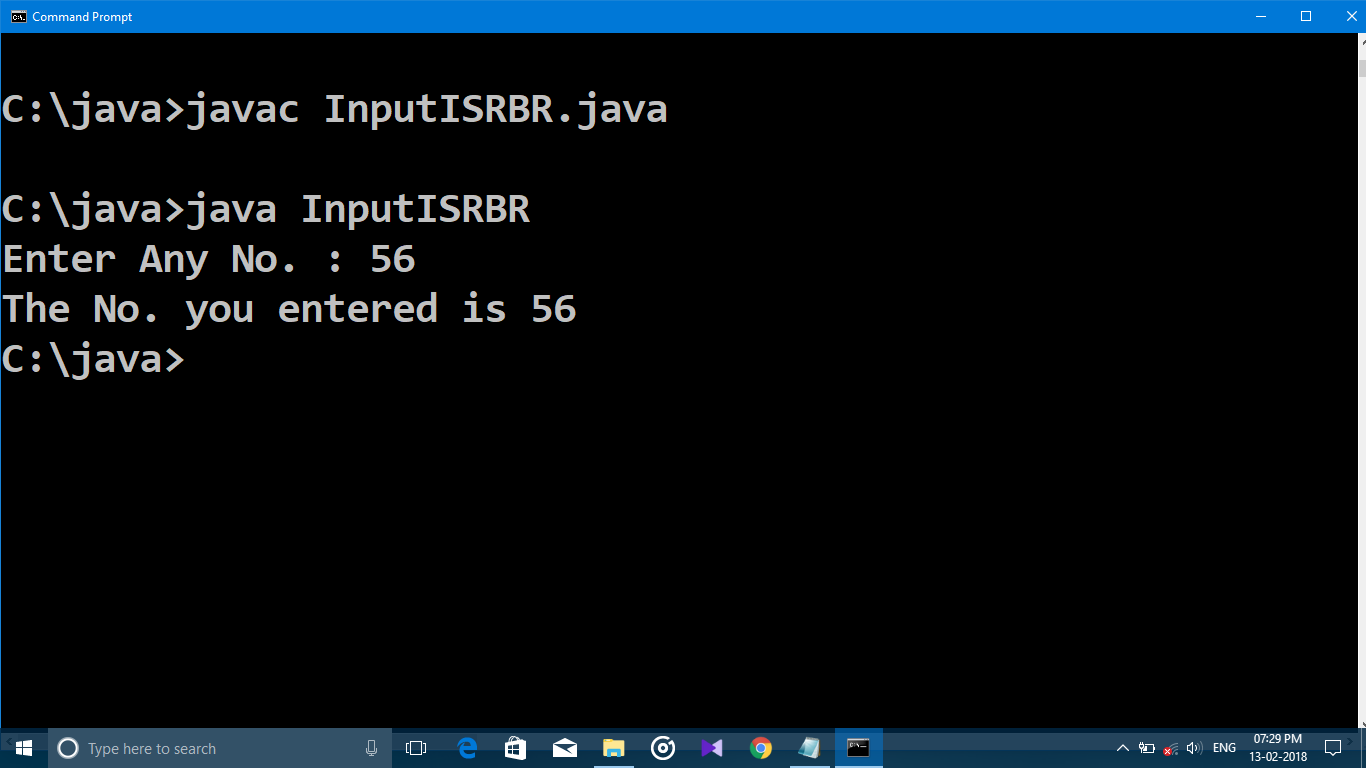 Command Prompt
C:\java>javac InputISRBR.java
C:\java>java InputISRBR
Enter Any No. : 56
The No. you entered is 56
C:\java>
Type here to search
ENG
07:29 PM
13-02-2018